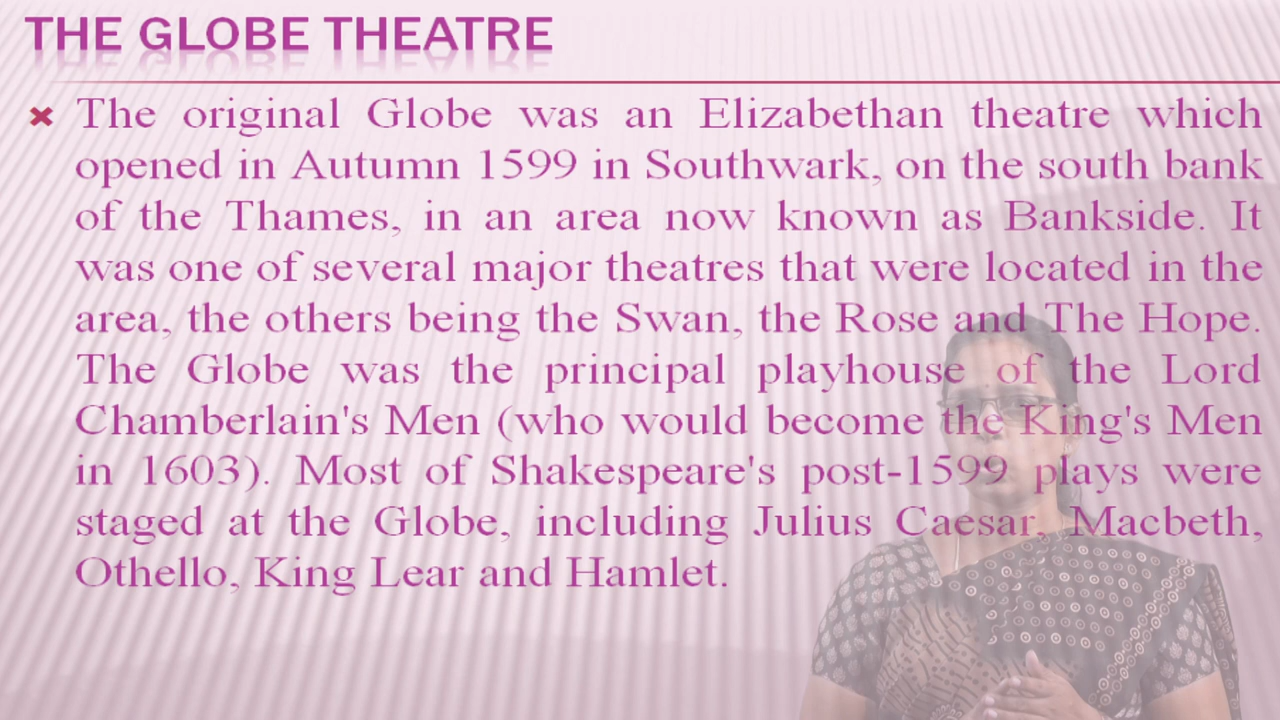 THE GLOBE THEATRE
The original Globe was an Elizabethan theatre which
opened in Autumn 1599 in Southwark, on the south bank
of the Thames, in an area now known as Bankside. It
was one of several major theatres that were located in the
area, the others being the Swan, the Rose and The Hope.
The Globe was the principal playhouse of the Lord
Chamberlain's Men (who would become the King's Men
in 1603). Most of Shakespeare's post-1599 plays were
staged at the Globe, including Julius Caesar, Macbeth,
Othello, King Lear and Hamlet.